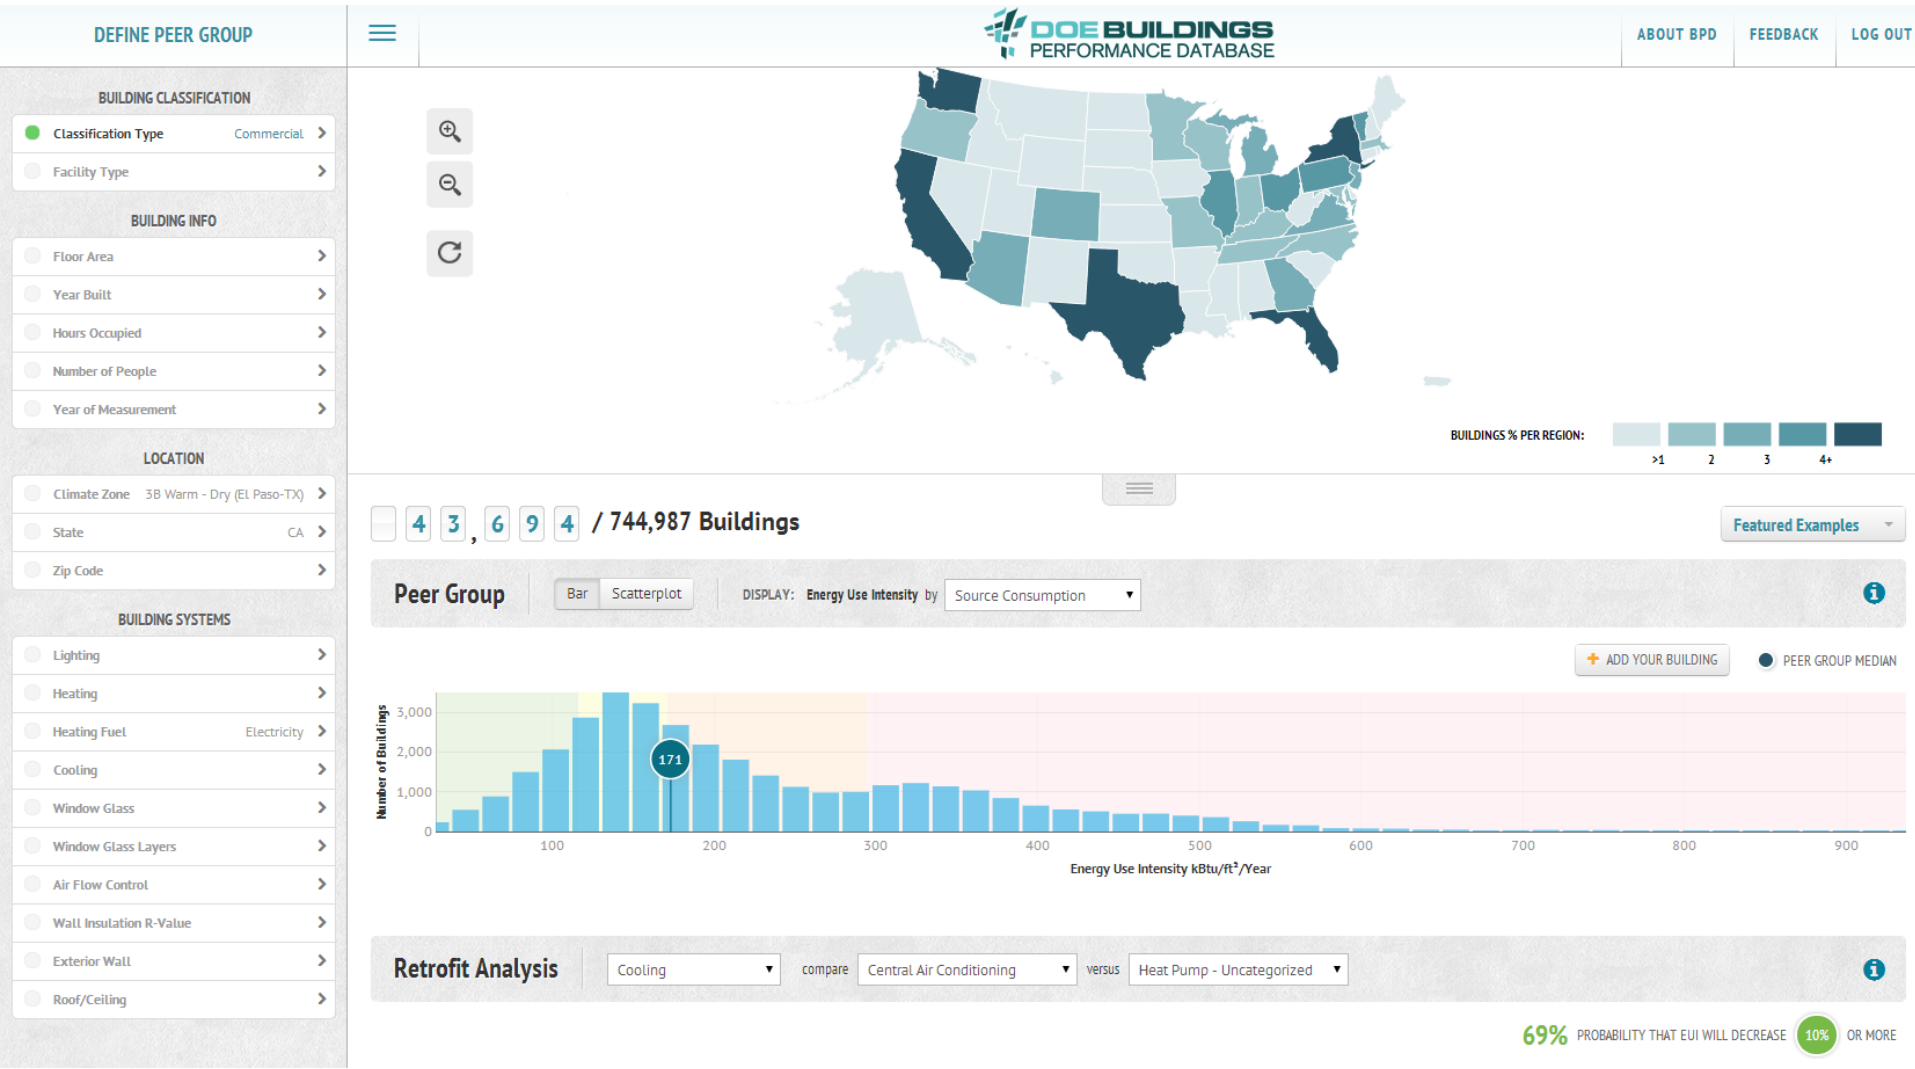 DEFINE PEER GROUP
DOE BUILDINGS
PERFORMANCE DATABASE
ABOUT BPD
FEEDBACK
LOG OUT
BUILDING CLASSIFICATION
Classification Type Commercial
Facility Type
BUILDING INFO
Floor Area
Year Built
Hours Occupied
Number of People
Year of Measurement
LOCATION
Climate Zone 3B Warm - Dry (El Paso-TX)
State CA
Zip Code
BUILDING SYSTEMS
Lighting
Heating
Heating Fuel Electricity
Cooling
Window Glass
Window Glass Layers
Air Flow Control
Wall Insulation R-Value
Exterior Wall
Roof/Ceiling
BUILDINGS % PER REGION:
>1 2 3 4+
43,694 / 744,987 Buildings
Featured Examples
Peer Group
Bar Scatterplot
DISPLAY: Energy Use Intensity by Source Consumption
i
+ ADD YOUR BUILDING
PEER GROUP MEDIAN
Number of Buildings
3,000
2,000
1,000
0
171
100 200 300 400 500 600 700 800 900
Energy Use Intensity kBtu/ft²/Year
Retrofit Analysis
Cooling compare Central Air Conditioning versus Heat Pump - Uncategorized
i
69% PROBABILITY THAT EUI WILL DECREASE 10% OR MORE